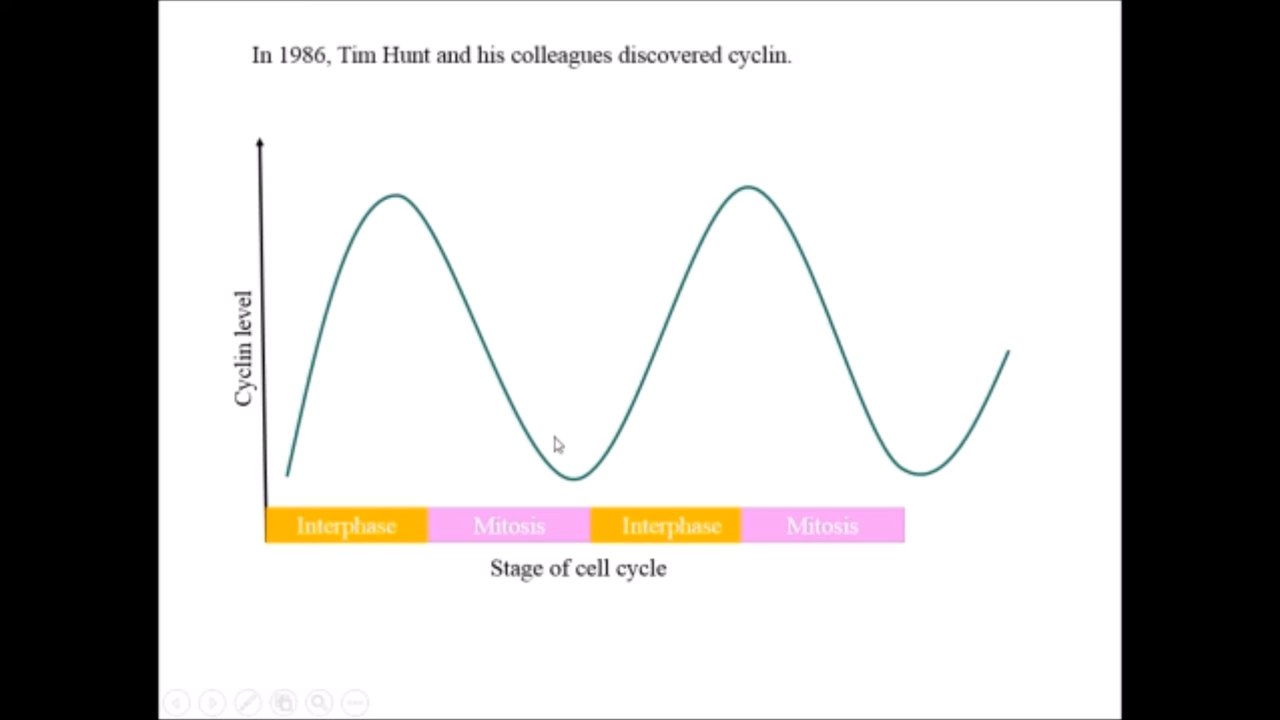 In 1986, Tim Hunt and his colleagues discovered cyclin.
Cyclin level
Interphase Mitosis Interphase Mitosis
Stage of cell cycle